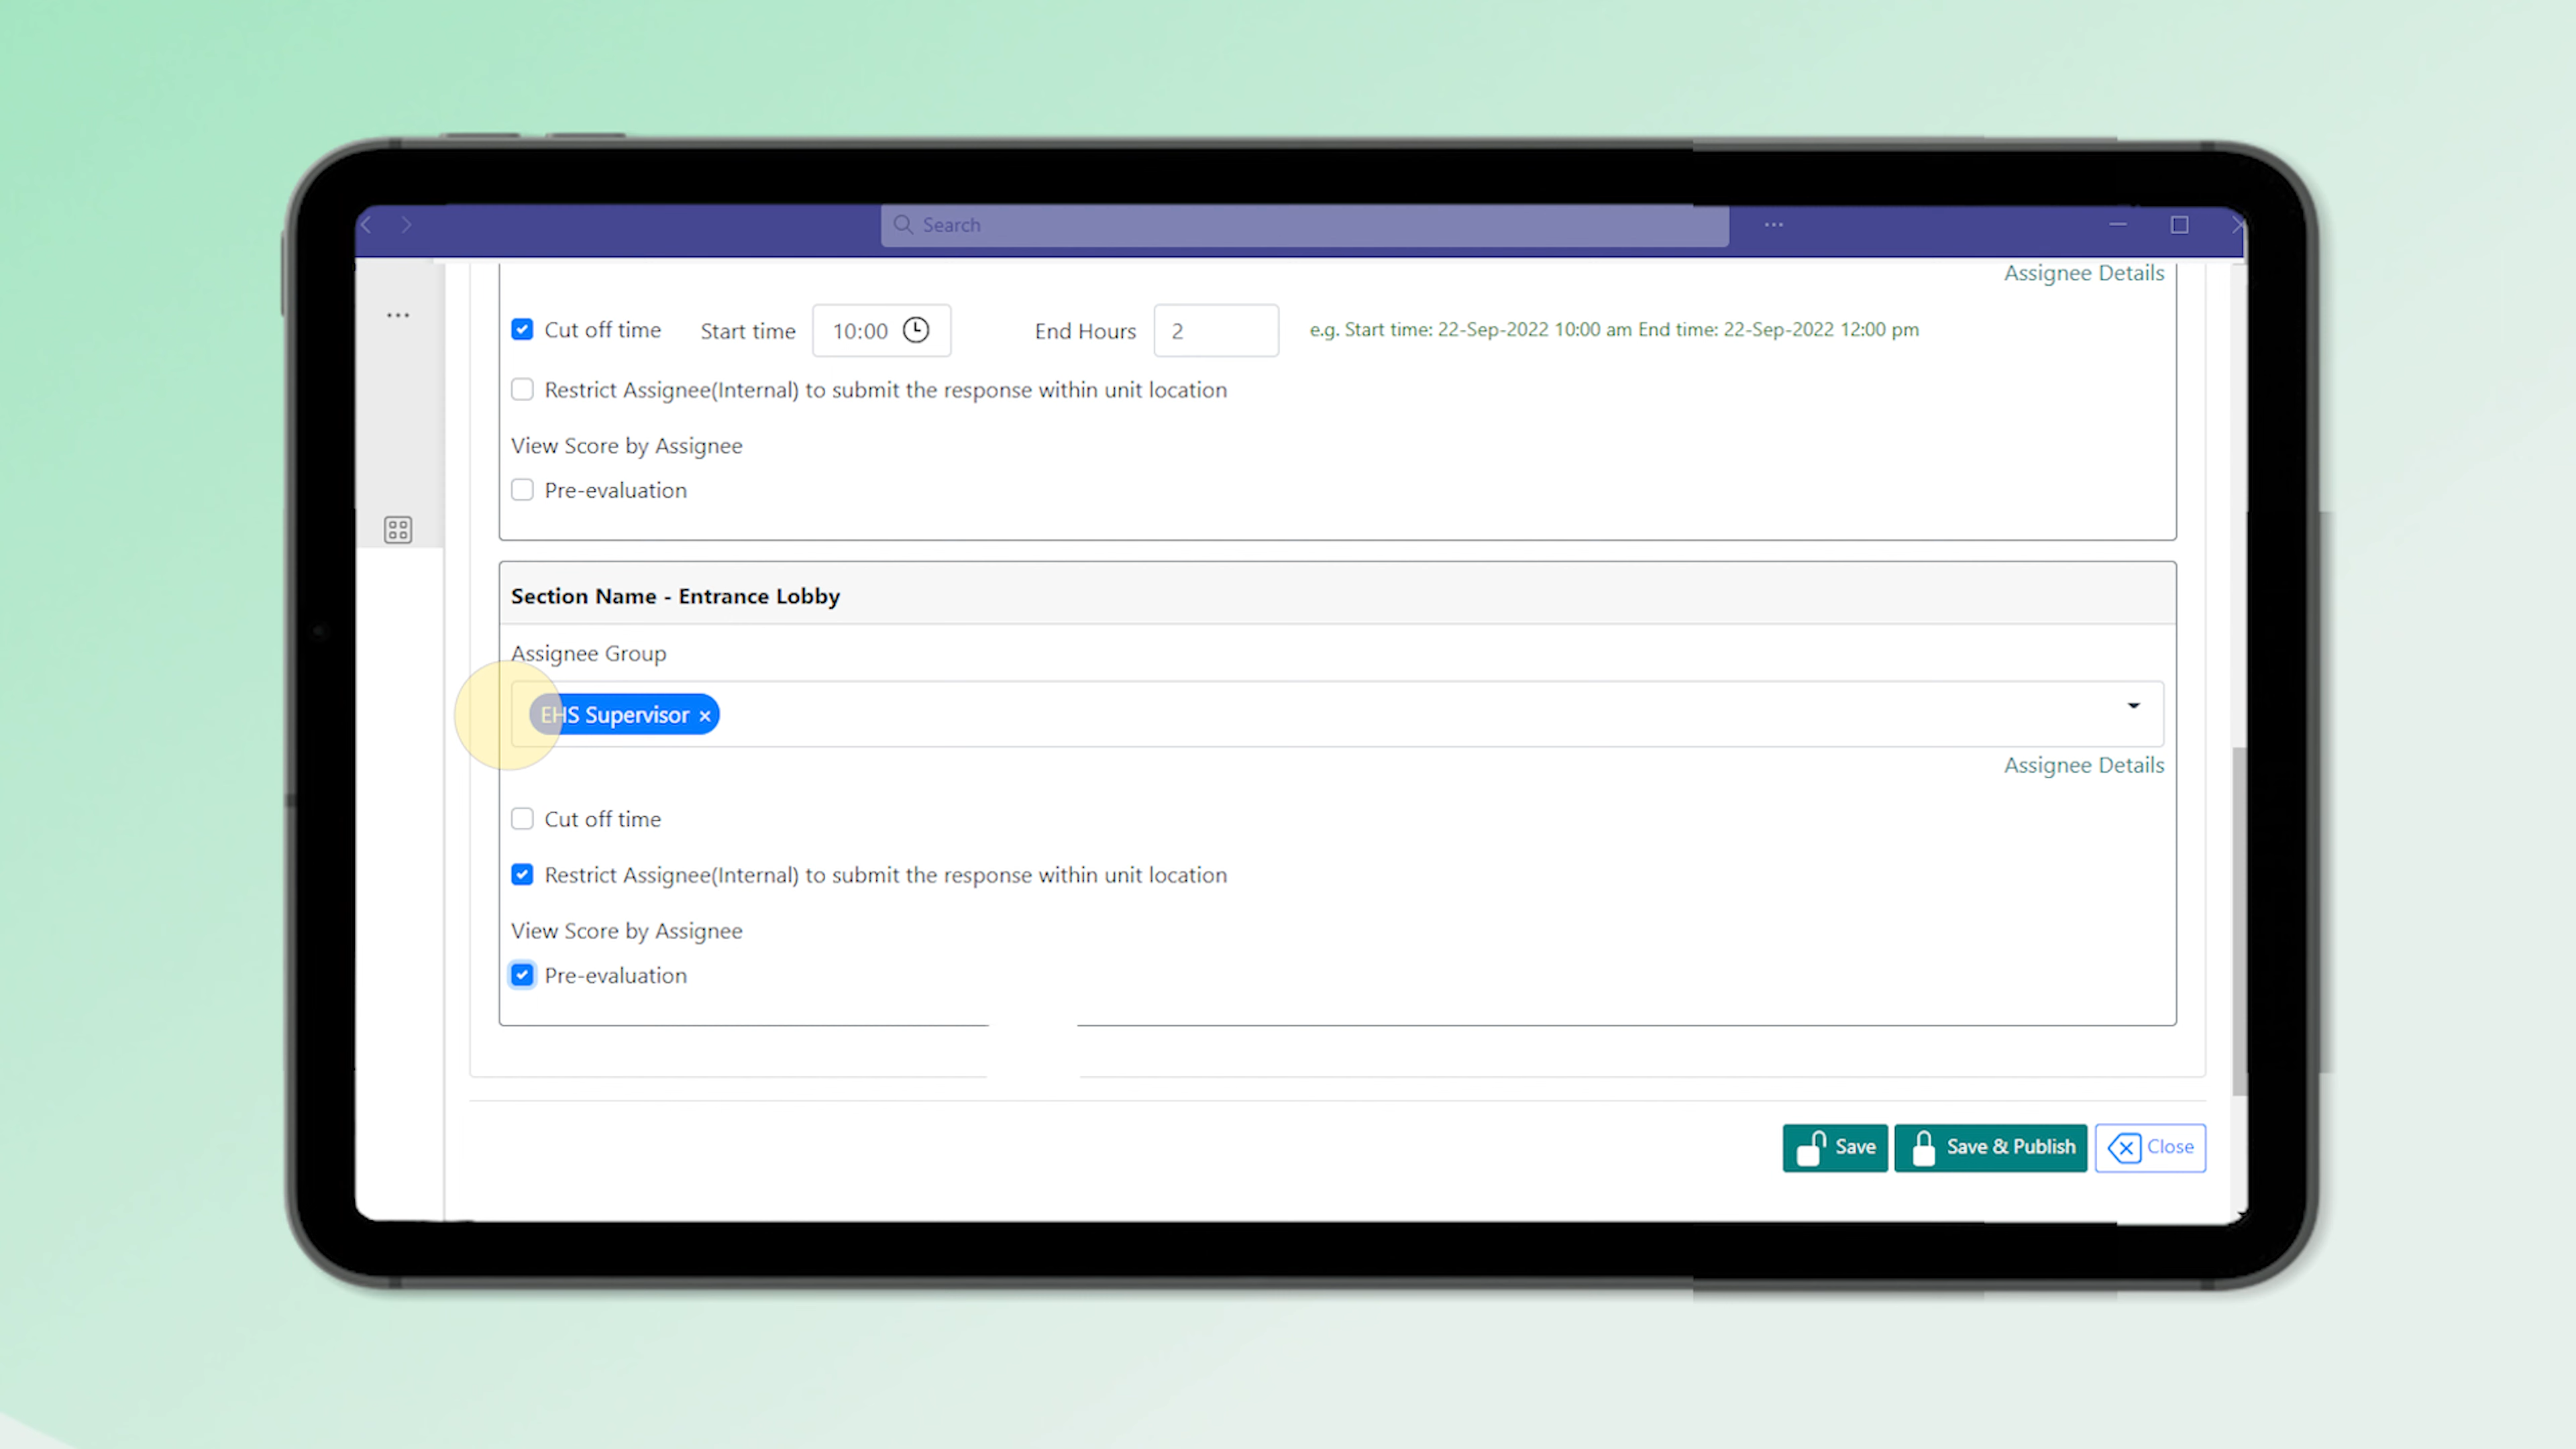 Search
Assignee Details
Cut off time Start time 10:00 End Hours 2 e.g. Start time: 22-Sep-2022 10:00 am End time: 22-Sep-2022 12:00 pm
Restrict Assignee(Internal) to submit the response within unit location
View Score by Assignee
Pre-evaluation
Section Name - Entrance Lobby
Assignee Group
EHS Supervisor ×
Assignee Details
Cut off time
Restrict Assignee(Internal) to submit the response within unit location
View Score by Assignee
Pre-evaluation
Save Save & Publish Close